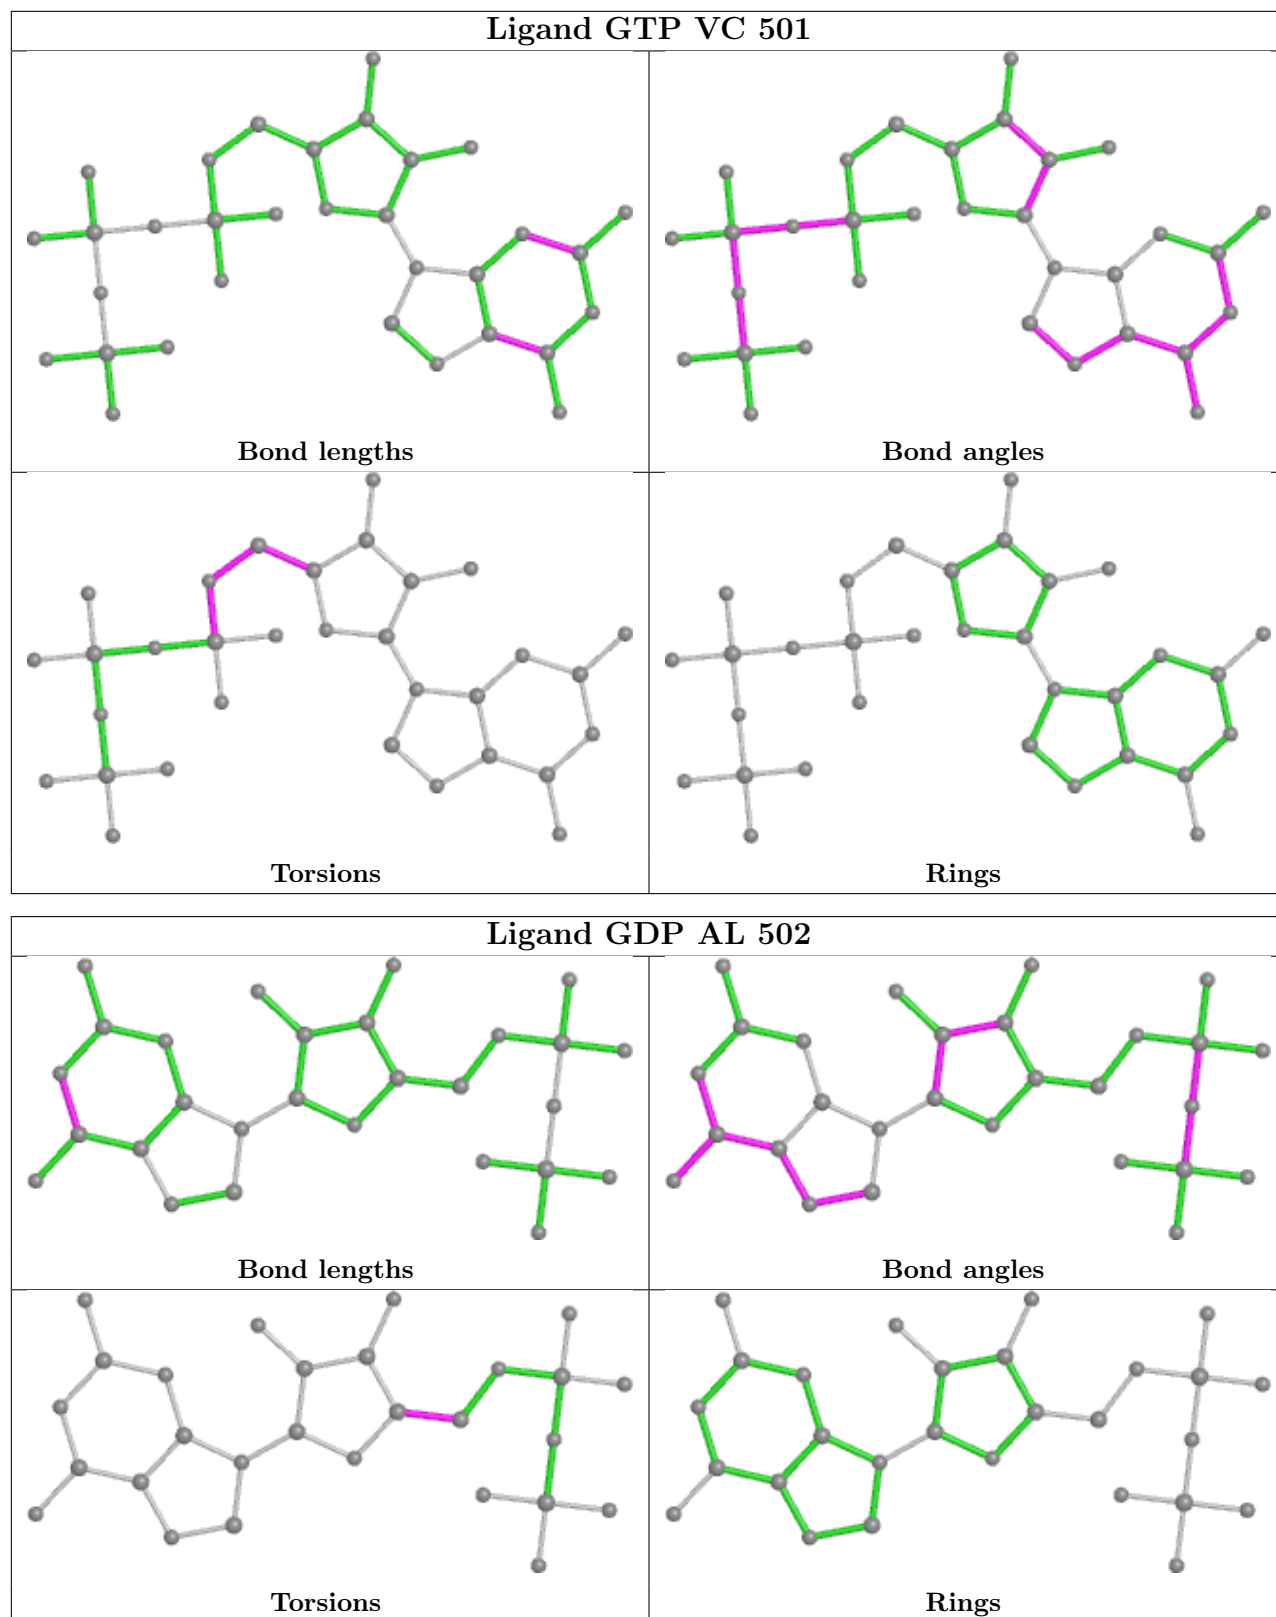 Ligand GTP VC 501
Bond lengths
Bond angles
Torsions
Rings
Ligand GDP AL 502
Bond lengths
Bond angles
Torsions
Rings